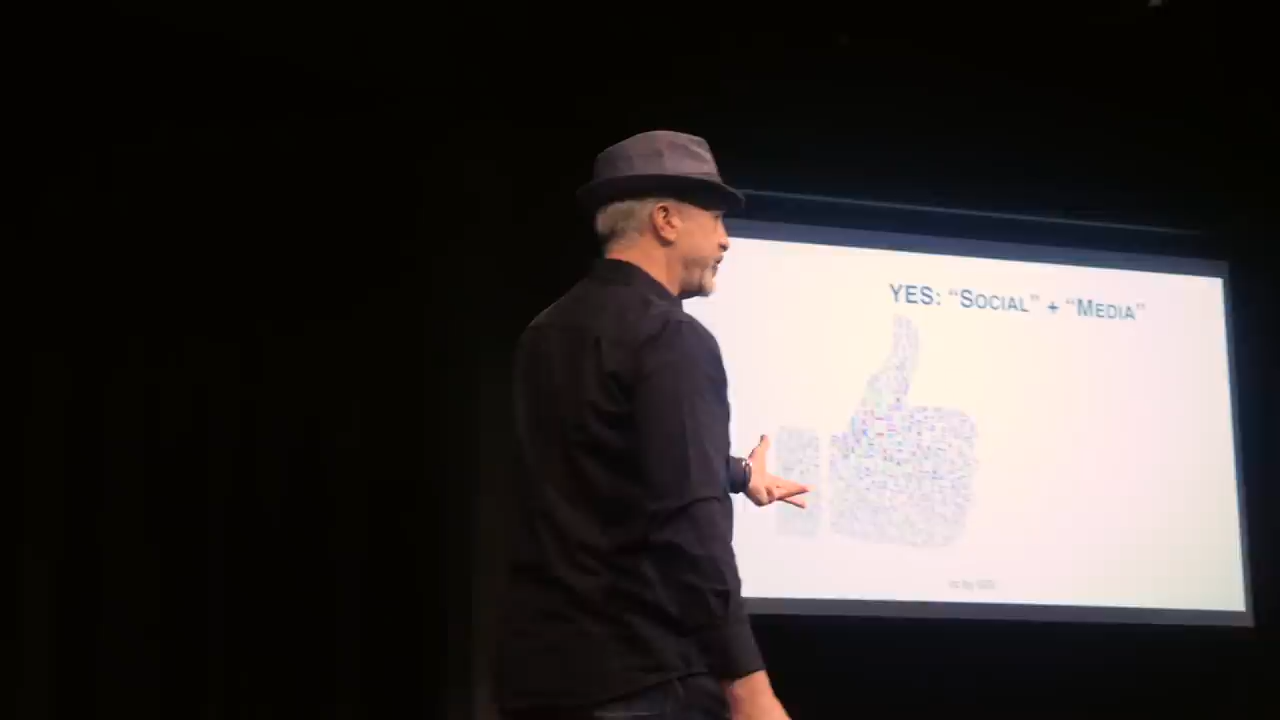 YES: “SOCIAL” + “MEDIA”